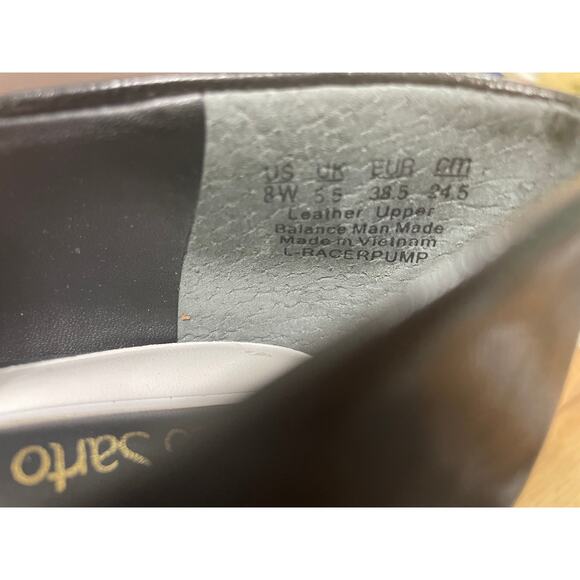 US UK EUR cm
8W 5.5 38.5 24.5
Leather Upper
Balance Man Made
Made in Vietnam
L-RACERPUMP
Sarto